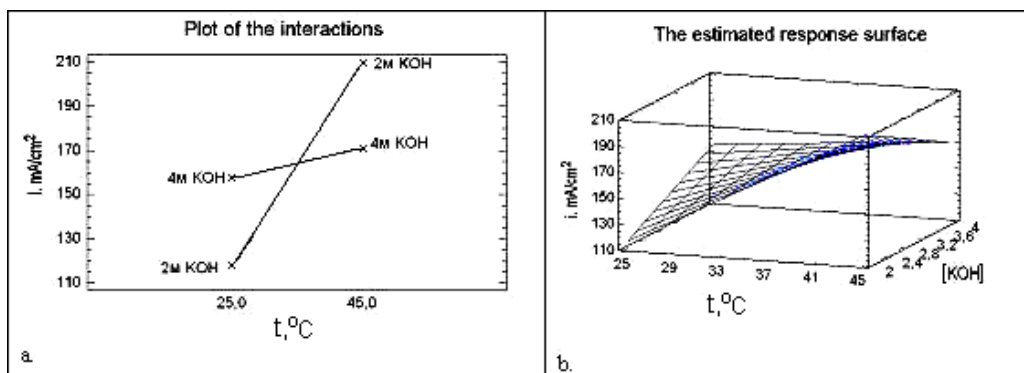 Plot of the interactions
210
190
170
150
130
110
i. mA/cm²
2м KOH
4м KOH
4м KOH
2м KOH
25,0
45,0
t,°C
a.
The estimated response surface
210
190
170
150
130
110
i. mA/cm²
25
29
33
37
41
45
t,°C
2
2,4
2,8
3,2
3,6
4
[KOH]
b.